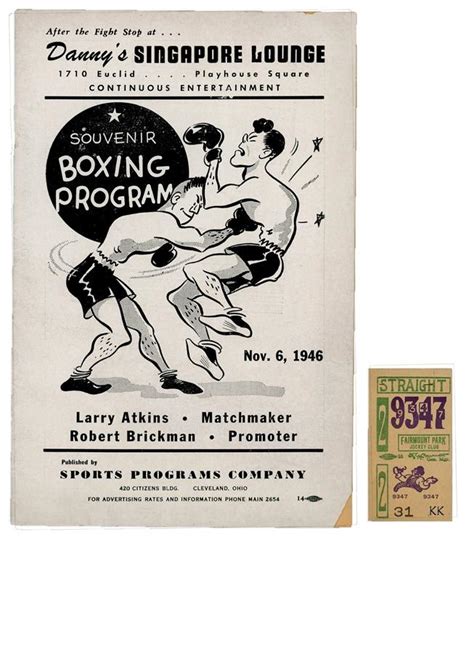 After the Fight Stop at . . .
Danny's SINGAPORE LOUNGE
1710 Euclid . . . . Playhouse Square
CONTINUOUS ENTERTAINMENT
SOUVENIR
BOXING
PROGRAM
Nov. 6, 1946
Larry Atkins • Matchmaker
Robert Brickman • Promoter
Published by
SPORTS PROGRAMS COMPANY
420 CITIZENS BLDG. CLEVELAND, OHIO
FOR ADVERTISING RATES AND INFORMATION PHONE MAIN 2654
14
STRAIGHT
2
9347
FAIRMOUNT PARK
JOCKEY CLUB
9347 9347
2
31 KK